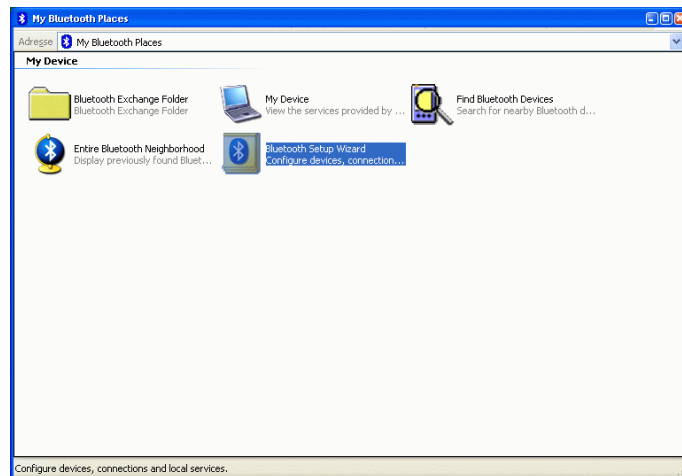 My Bluetooth Places
Adresse My Bluetooth Places
My Device
Bluetooth Exchange Folder
Bluetooth Exchange Folder
My Device
View the services provided by ...
Find Bluetooth Devices
Search for nearby Bluetooth d...
Entire Bluetooth Neighborhood
Display previously found Bluet...
Bluetooth Setup Wizard
Configure devices, connection...
Configure devices, connections and local services.